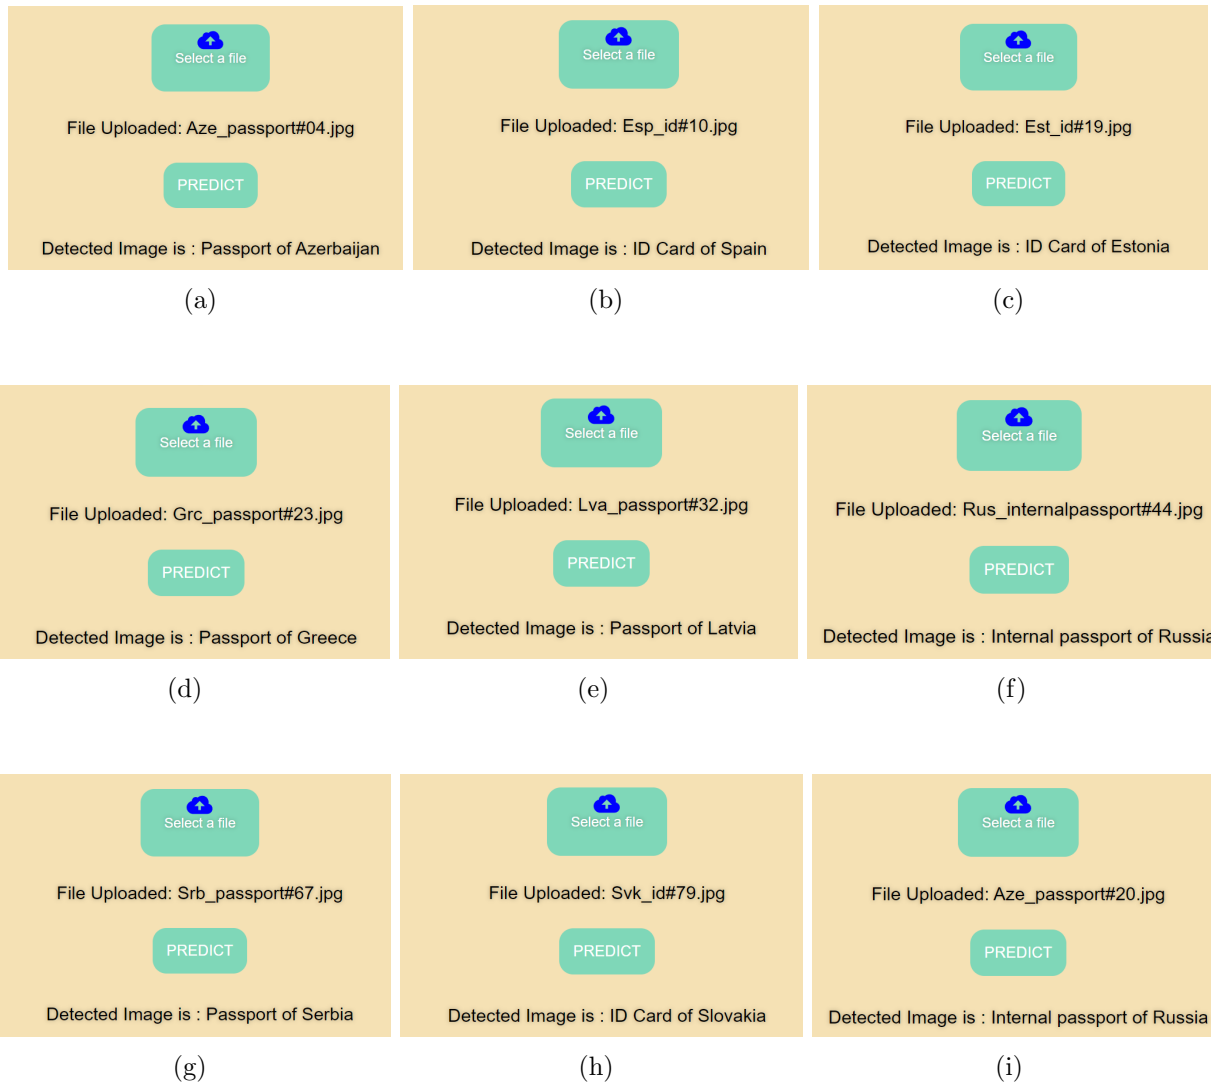 Select a file
File Uploaded: Aze_passport#04.jpg
PREDICT
Detected Image is : Passport of Azerbaijan
(a)
Select a file
File Uploaded: Esp_id#10.jpg
PREDICT
Detected Image is : ID Card of Spain
(b)
Select a file
File Uploaded: Est_id#19.jpg
PREDICT
Detected Image is : ID Card of Estonia
(c)
Select a file
File Uploaded: Grc_passport#23.jpg
PREDICT
Detected Image is : Passport of Greece
(d)
Select a file
File Uploaded: Lva_passport#32.jpg
PREDICT
Detected Image is : Passport of Latvia
(e)
Select a file
File Uploaded: Rus_internalpassport#44.jpg
PREDICT
Detected Image is : Internal passport of Russia
(f)
Select a file
File Uploaded: Srb_passport#67.jpg
PREDICT
Detected Image is : Passport of Serbia
(g)
Select a file
File Uploaded: Svk_id#79.jpg
PREDICT
Detected Image is : ID Card of Slovakia
(h)
Select a file
File Uploaded: Aze_passport#20.jpg
PREDICT
Detected Image is : Internal passport of Russia
(i)